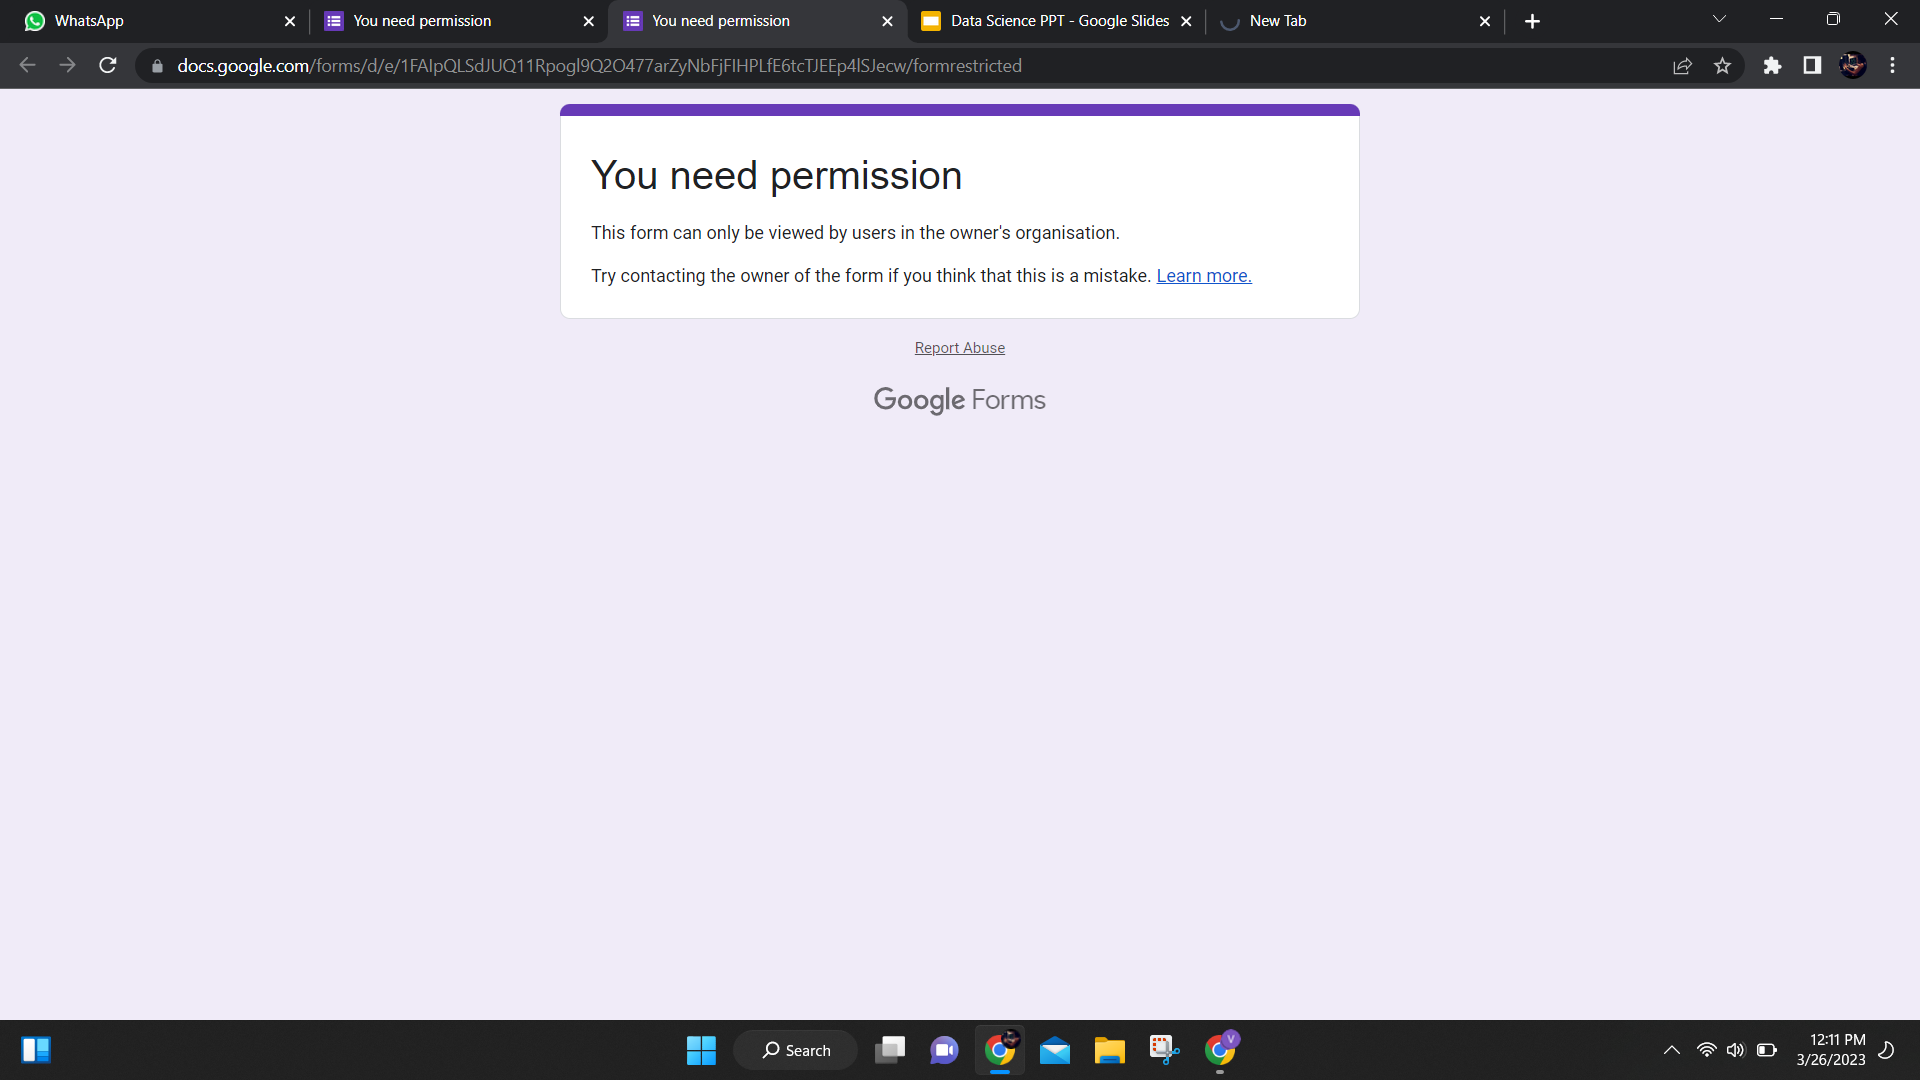 WhatsApp
You need permission
You need permission
Data Science PPT - Google Slides
New Tab
docs.google.com/forms/d/e/1FAIpQLSdJUQ11Rpogl9Q2O477arZyNbFjFIHPLfE6tcTJEEp4lSJecw/formrestricted
You need permission
This form can only be viewed by users in the owner's organisation.
Try contacting the owner of the form if you think that this is a mistake. Learn more.
Report Abuse
Google Forms
Search
V
12:11 PM
3/26/2023